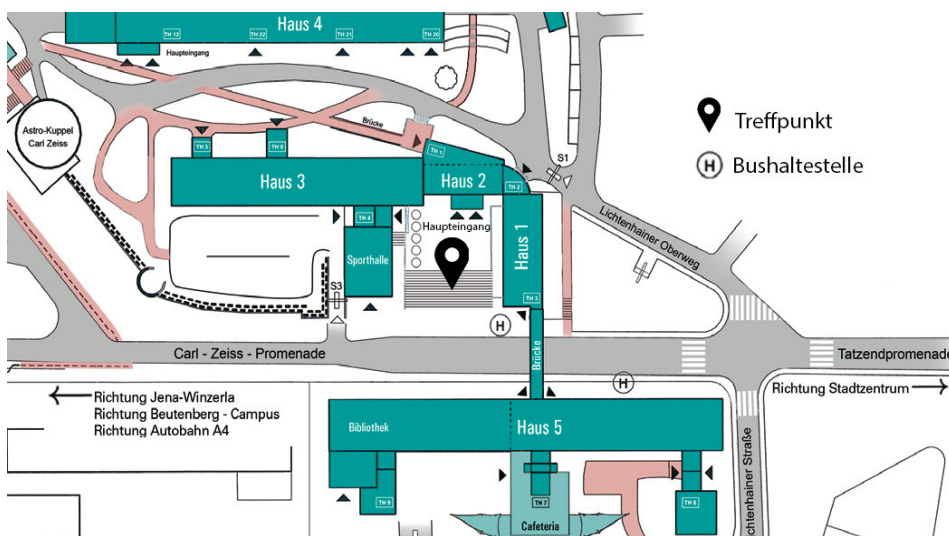 Haus 4
TH 12
TH 22
TH 21
TH 20
Haupteingang
Astro-Kuppel
Carl Zeiss
Brücke
TH 5
TH 6
TH 1
Haus 3
Haus 2
TH 2
S1
Treffpunkt
Bushaltestelle
H
TH 4
Haupteingang
Haus 1
Lichtenhainer Oberweg
Sporthalle
S3
TH 3
H
Carl - Zeiss - Promenade
Brücke
Tatzendpromenade
H
Richtung Stadtzentrum
Richtung Jena-Winzerla
Richtung Beutenberg - Campus
Richtung Autobahn A4
Bibliothek
Haus 5
TH 9
TH 7
TH 8
Cafeteria
Lichtenhainer Straße